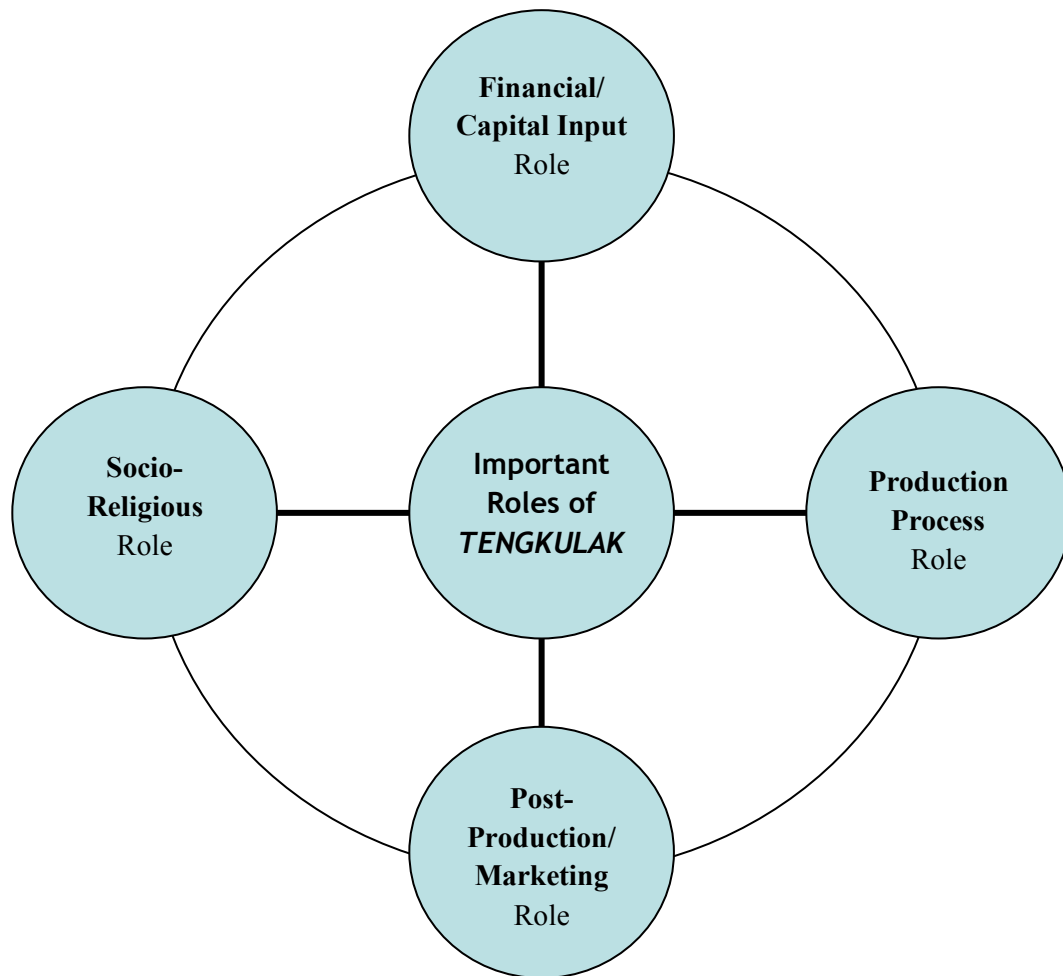 Financial/
Capital Input
Role
Socio-
Religious
Role
Important
Roles of
TENGKULAK
Production
Process
Role
Post-
Production/
Marketing
Role